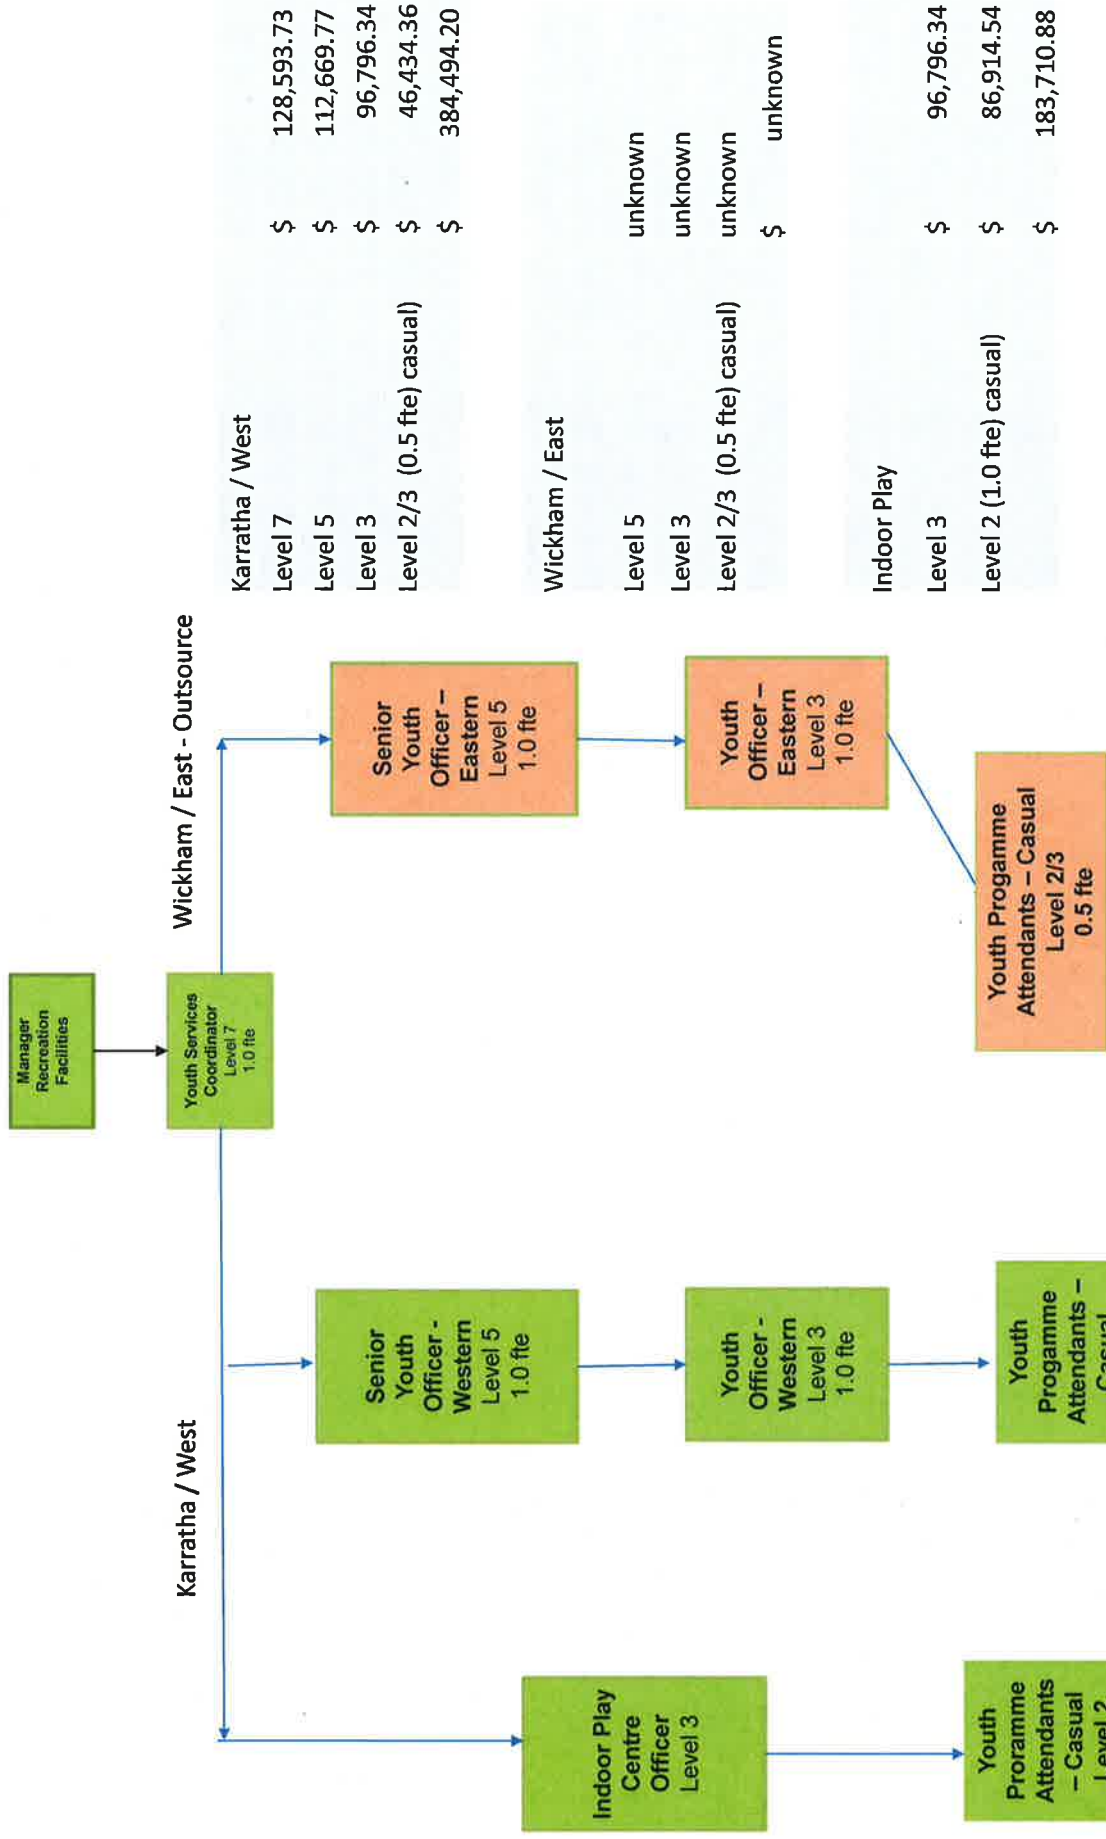 Manager
Recreation
Facilities
Youth Services
Coordinator
Level 7
1.0 fte
Karratha / West
Wickham / East - Outsource
Indoor Play
Centre
Officer
Level 3
Youth
Proramme
Attendants
– Casual
Level 2
Senior
Youth
Officer -
Western
Level 5
1.0 fte
Youth
Officer -
Western
Level 3
1.0 fte
Youth
Progamme
Attendants –
Casual
Senior
Youth
Officer –
Eastern
Level 5
1.0 fte
Youth
Officer –
Eastern
Level 3
1.0 fte
Youth Progamme
Attendants – Casual
Level 2/3
0.5 fte
Karratha / West
Level 7 $ 128,593.73
Level 5 $ 112,669.77
Level 3 $ 96,796.34
Level 2/3 (0.5 fte) casual) $ 46,434.36
$ 384,494.20
Wickham / East
Level 5 unknown
Level 3 unknown
Level 2/3 (0.5 fte) casual) unknown
$ unknown
Indoor Play
Level 3 $ 96,796.34
Level 2 (1.0 fte) casual) $ 86,914.54
$ 183,710.88